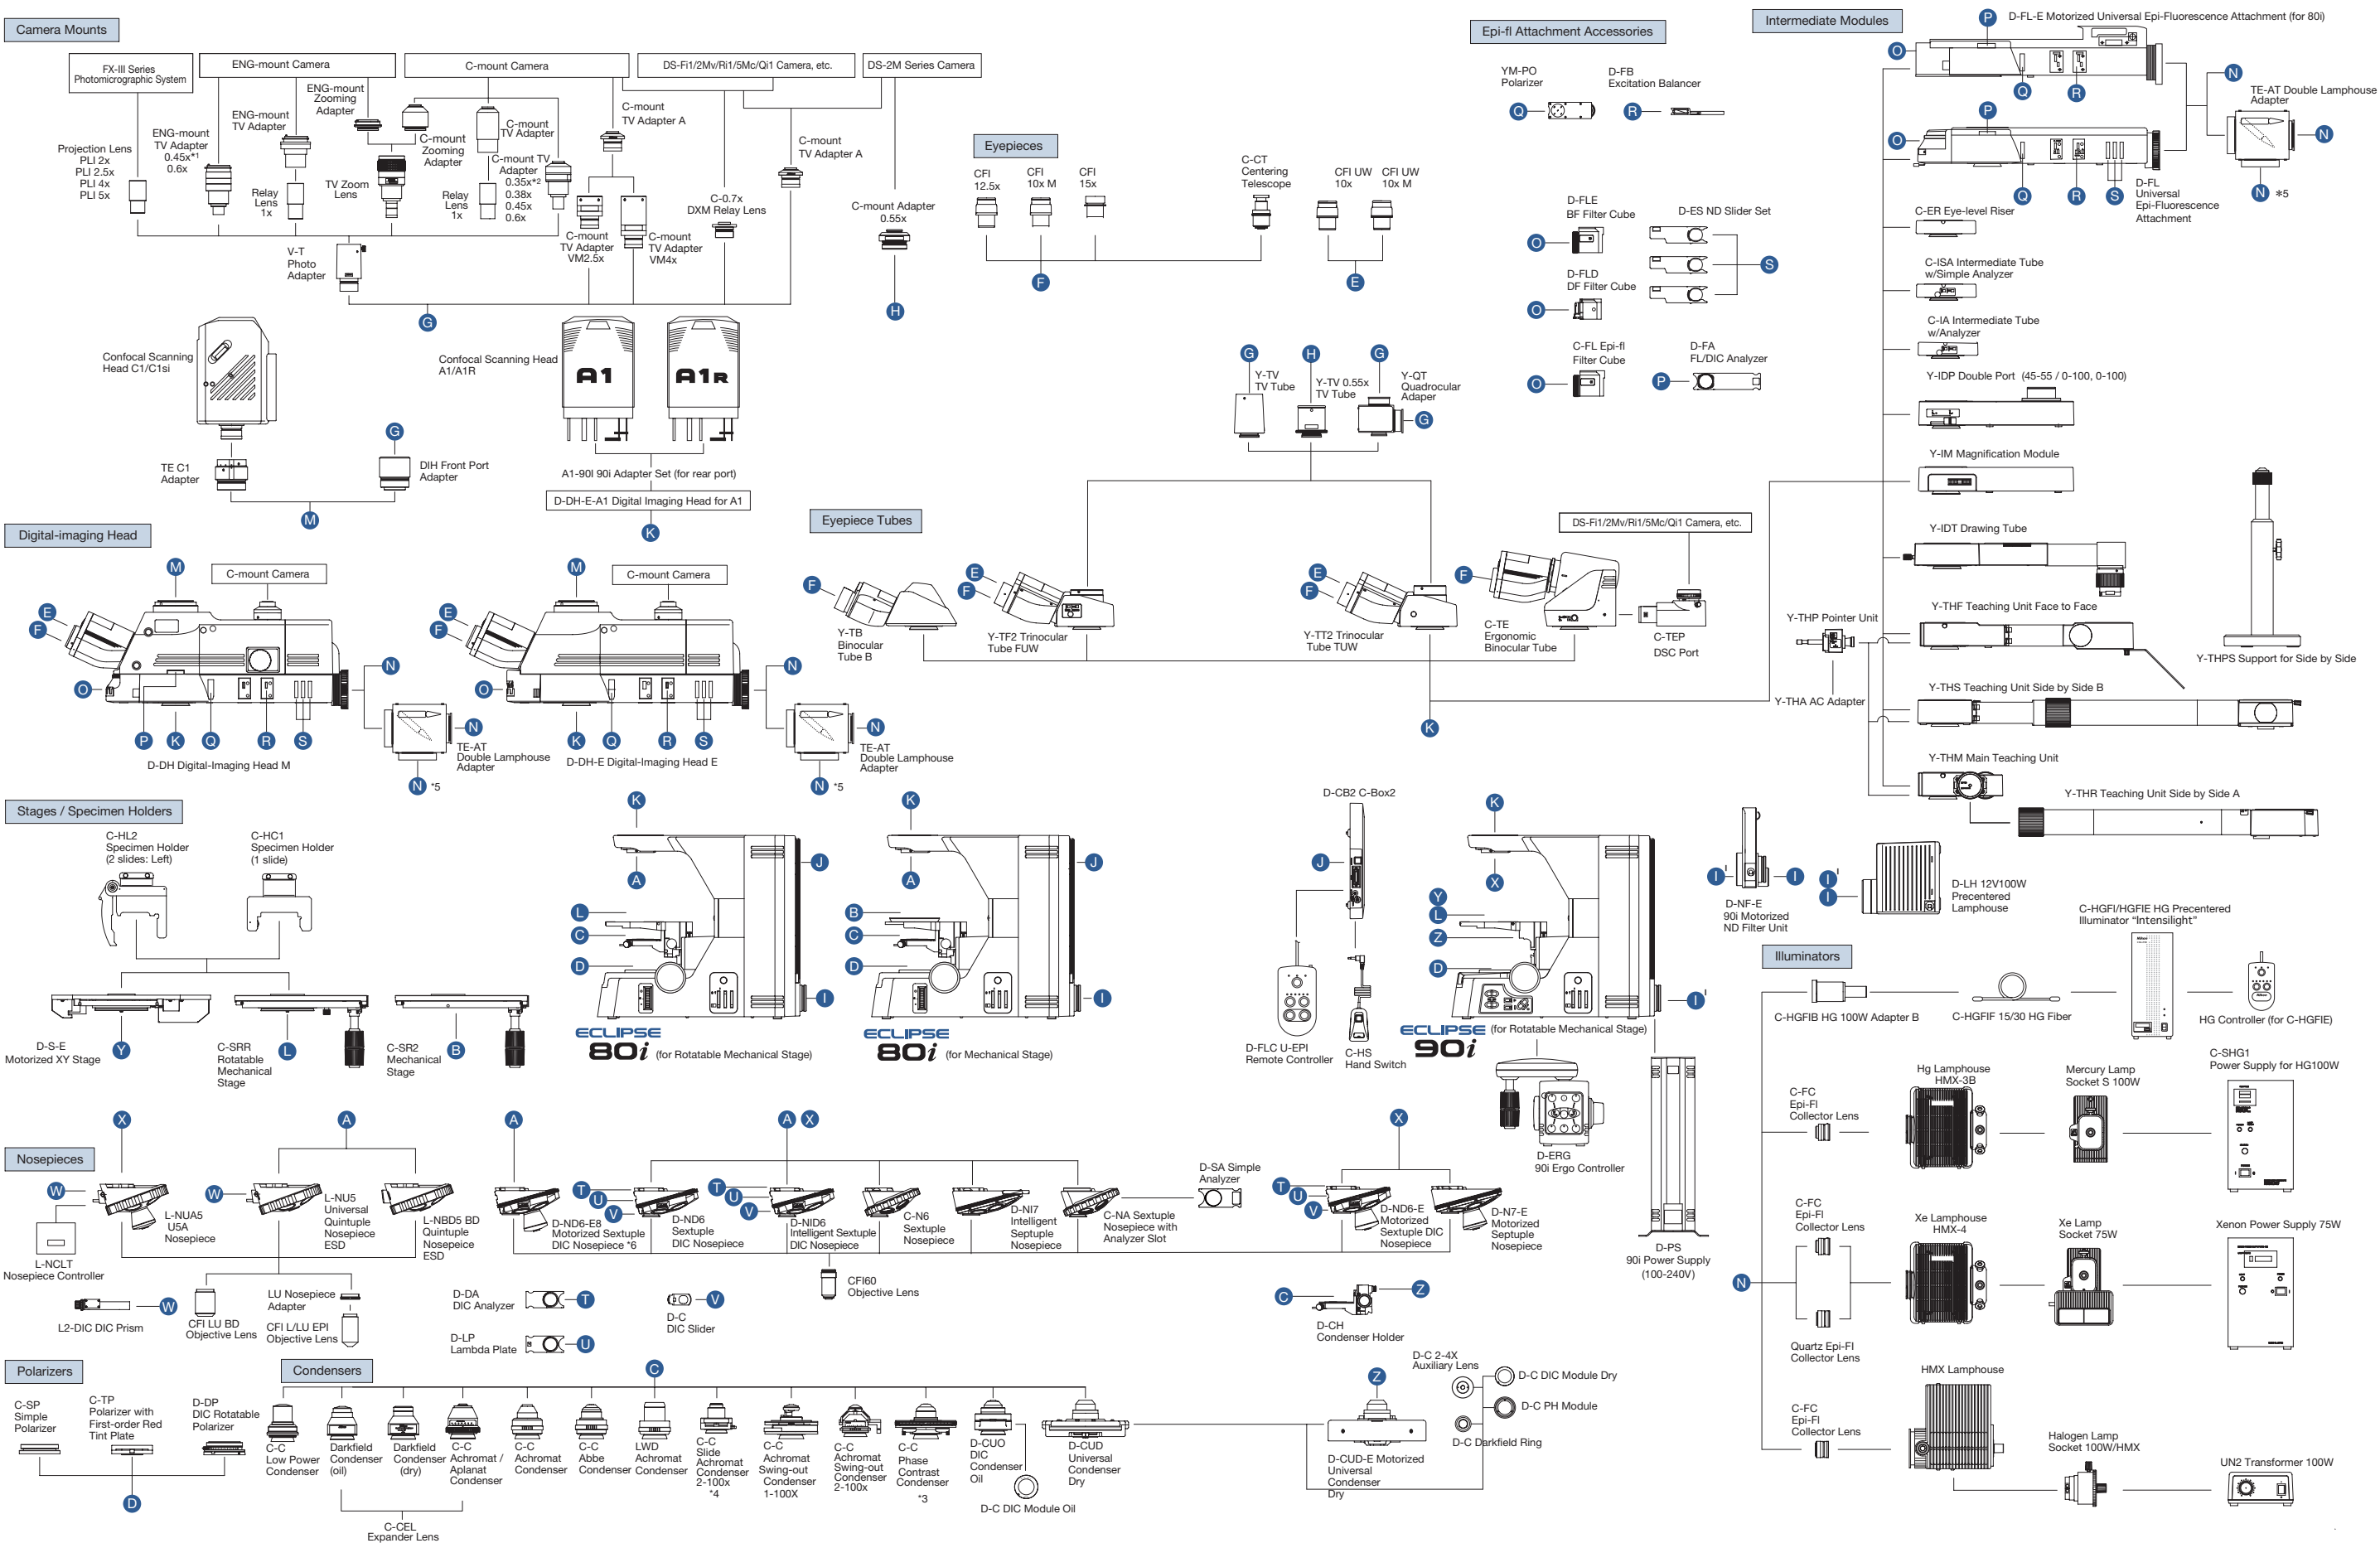 Camera Mounts
FX-III Series
Photomicrographic System
ENG-mount Camera
C-mount Camera
DS-Fi1/2Mv/Ri1/5Mc/Qi1 Camera, etc.
DS-2M Series Camera
Projection Lens
PLI 2x
PLI 2.5x
PLI 4x
PLI 5x
ENG-mount
TV Adapter
0.45x*1
0.6x
ENG-mount
TV Adapter
Relay
Lens
1x
ENG-mount
Zooming
Adapter
TV Zoom
Lens
C-mount
Zooming
Adapter
C-mount
TV Adapter
Relay
Lens
1x
C-mount TV
Adapter
0.35x*2
0.38x
0.45x
0.6x
C-mount
TV Adapter A
C-mount
TV Adapter
VM2.5x
C-mount
TV Adapter
VM4x
C-0.7x
DXM Relay Lens
C-mount
TV Adapter A
C-mount Adapter
0.55x
V-T
Photo
Adapter
G
H
Confocal Scanning
Head C1/C1si
Confocal Scanning Head
A1/A1R
A1
A1R
TE C1
Adapter
G
DIH Front Port
Adapter
M
A1-90I 90i Adapter Set (for rear port)
D-DH-E-A1 Digital Imaging Head for A1
K
Eyepieces
CFI
12.5x
CFI
10x M
CFI
15x
C-CT
Centering
Telescope
CFI UW
10x
CFI UW
10x M
F
E
G
H
G
Y-TV
TV Tube
Y-TV 0.55x
TV Tube
Y-QT
Quadrocular
Adaper
G
Epi-fl Attachment Accessories
YM-PO
Polarizer
Q
D-FB
Excitation Balancer
R
D-FLE
BF Filter Cube
O
D-ES ND Slider Set
S
D-FLD
DF Filter Cube
O
C-FL Epi-fl
Filter Cube
O
D-FA
FL/DIC Analyzer
P
Intermediate Modules
P
D-FL-E Motorized Universal Epi-Fluorescence Attachment (for 80i)
O
Q
R
N
TE-AT Double Lamphouse
Adapter
N
N *5
P
O
Q
R
S
D-FL
Universal
Epi-Fluorescence
Attachment
C-ER Eye-level Riser
C-ISA Intermediate Tube
w/Simple Analyzer
C-IA Intermediate Tube
w/Analyzer
Y-IDP Double Port (45-55 / 0-100, 0-100)
Y-IM Magnification Module
Y-IDT Drawing Tube
Y-THF Teaching Unit Face to Face
Y-THP Pointer Unit
Y-THPS Support for Side by Side
Y-THS Teaching Unit Side by Side B
Y-THA AC Adapter
Y-THM Main Teaching Unit
Y-THR Teaching Unit Side by Side A
Digital-imaging Head
M
C-mount Camera
E
F
O
P
K
Q
R
S
N
N
TE-AT
Double Lamphouse
Adapter
N *5
D-DH Digital-Imaging Head M
M
C-mount Camera
E
F
O
K
Q
R
S
N
N
TE-AT
Double Lamphouse
Adapter
N *5
D-DH-E Digital-Imaging Head E
Eyepiece Tubes
F
Y-TB
Binocular
Tube B
E
F
Y-TF2 Trinocular
Tube FUW
E
F
Y-TT2 Trinocular
Tube TUW
F
C-TE
Ergonomic
Binocular Tube
DS-Fi1/2Mv/Ri1/5Mc/Qi1 Camera, etc.
C-TEP
DSC Port
K
Stages / Specimen Holders
C-HL2
Specimen Holder
(2 slides: Left)
C-HC1
Specimen Holder
(1 slide)
D-S-E
Motorized XY Stage
Y
C-SRR
Rotatable
Mechanical
Stage
L
C-SR2
Mechanical
Stage
B
K
A
J
L
C
D
I
ECLIPSE
80i (for Rotatable Mechanical Stage)
K
A
J
B
C
D
I
ECLIPSE
80i (for Mechanical Stage)
D-CB2 C-Box2
J
D-FLC U-EPI
Remote Controller
C-HS
Hand Switch
K
X
Y
L
Z
D
I'
ECLIPSE (for Rotatable Mechanical Stage)
90i
D-ERG
90i Ergo Controller
D-PS
90i Power Supply
(100-240V)
I'
I
D-NF-E
90i Motorized
ND Filter Unit
I'
I
D-LH 12V100W
Precentered
Lamphouse
Illuminators
C-HGFI/HGFIE HG Precentered
Illuminator “Intensilight”
C-HGFIB HG 100W Adapter B
C-HGFIF 15/30 HG Fiber
HG Controller (for C-HGFIE)
C-FC
Epi-Fl
Collector Lens
Hg Lamphouse
HMX-3B
Mercury Lamp
Socket S 100W
C-SHG1
Power Supply for HG100W
C-FC
Epi-Fl
Collector Lens
Xe Lamphouse
HMX-4
Xe Lamp
Socket 75W
Xenon Power Supply 75W
N
Quartz Epi-Fl
Collector Lens
C-FC
Epi-Fl
Collector Lens
HMX Lamphouse
Halogen Lamp
Socket 100W/HMX
UN2 Transformer 100W
Nosepieces
X
W
L-NUA5
U5A
Nosepiece
L-NCLT
Nosepiece Controller
A
W
L-NU5
Universal
Quintuple
Nosepiece
ESD
L-NBD5 BD
Quintuple
Nosepeice
ESD
W
L2-DIC DIC Prism
CFI LU BD
Objective Lens
LU Nosepiece
Adapter
CFI L/LU EPI
Objective Lens
A
D-ND6-E8
Motorized Sextuple
DIC Nosepiece *6
A X
T
U
V
D-ND6
Sextuple
DIC Nosepiece
T
U
V
D-NID6
Intelligent Sextuple
DIC Nosepiece
C-N6
Sextuple
Nosepiece
D-NI7
Intelligent
Septuple
Nosepiece
C-NA Sextuple
Nosepiece with
Analyzer Slot
D-SA Simple
Analyzer
X
T
U
V
D-ND6-E
Motorized
Sextuple DIC
Nosepiece
D-N7-E
Motorized
Septuple
Nosepiece
CFI60
Objective Lens
D-DA
DIC Analyzer
T
D-C
DIC Slider
V
D-LP
Lambda Plate
U
C
Z
D-CH
Condenser Holder
Polarizers
C-SP
Simple
Polarizer
C-TP
Polarizer with
First-order Red
Tint Plate
D-DP
DIC Rotatable
Polarizer
D
Condensers
C
C-C
Low Power
Condenser
Darkfield
Condenser
(oil)
Darkfield
Condenser
(dry)
C-C
Achromat /
Aplanat
Condenser
C-C
Achromat
Condenser
C-C
Abbe
Condenser
LWD
Achromat
Condenser
C-C
Slide
Achromat
Condenser
2-100x
*4
C-C
Achromat
Swing-out
Condenser
1-100X
C-C
Achromat
Swing-out
Condenser
2-100x
C-C
Phase
Contrast
Condenser
*3
D-CUO
DIC
Condenser
Oil
D-C DIC Module Oil
D-CUD
Universal
Condenser
Dry
C-CEL
Expander Lens
Z
D-CUD-E Motorized
Universal
Condenser
Dry
D-C 2-4X
Auxiliary Lens
D-C DIC Module Dry
D-C PH Module
D-C Darkfield Ring